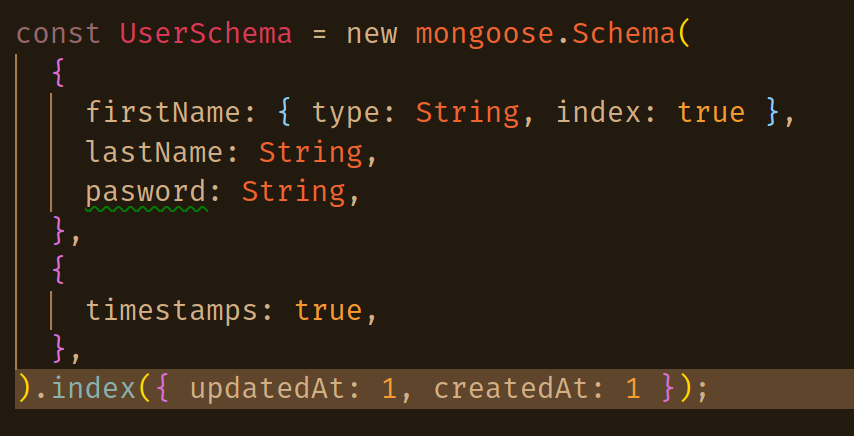 const UserSchema = new mongoose.Schema(
{
firstName: { type: String, index: true },
lastName: String,
pasword: String,
},
{
timestamps: true,
},
).index({ updatedAt: 1, createdAt: 1 });